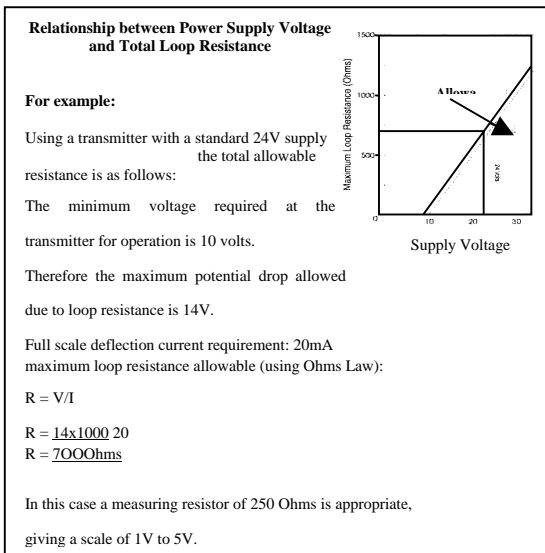 Relationship between Power Supply Voltage
and Total Loop Resistance
For example:
Using a transmitter with a standard 24V supply
the total allowable
resistance is as follows:
The minimum voltage required at the
transmitter for operation is 10 volts.
Therefore the maximum potential drop allowed
due to loop resistance is 14V.
Full scale deflection current requirement: 20mA
maximum loop resistance allowable (using Ohms Law):
R = V/I
R = 14x1000 20
R = 7OOOhms
In this case a measuring resistor of 250 Ohms is appropriate,
giving a scale of 1V to 5V.
Maximum Loop Resistance (Ohms)
1500
1000
500
0
10 20 30
Allowa
Supply Voltage